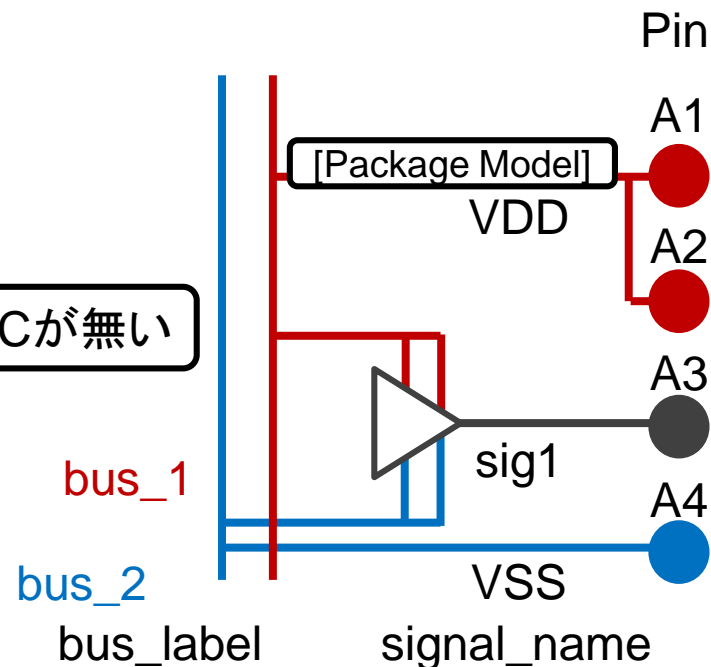 Pin
A1
[Package Model]
VDD
A2
Cが無い
A3
sig1
bus_1
A4
VSS
bus_2
bus_label
signal_name